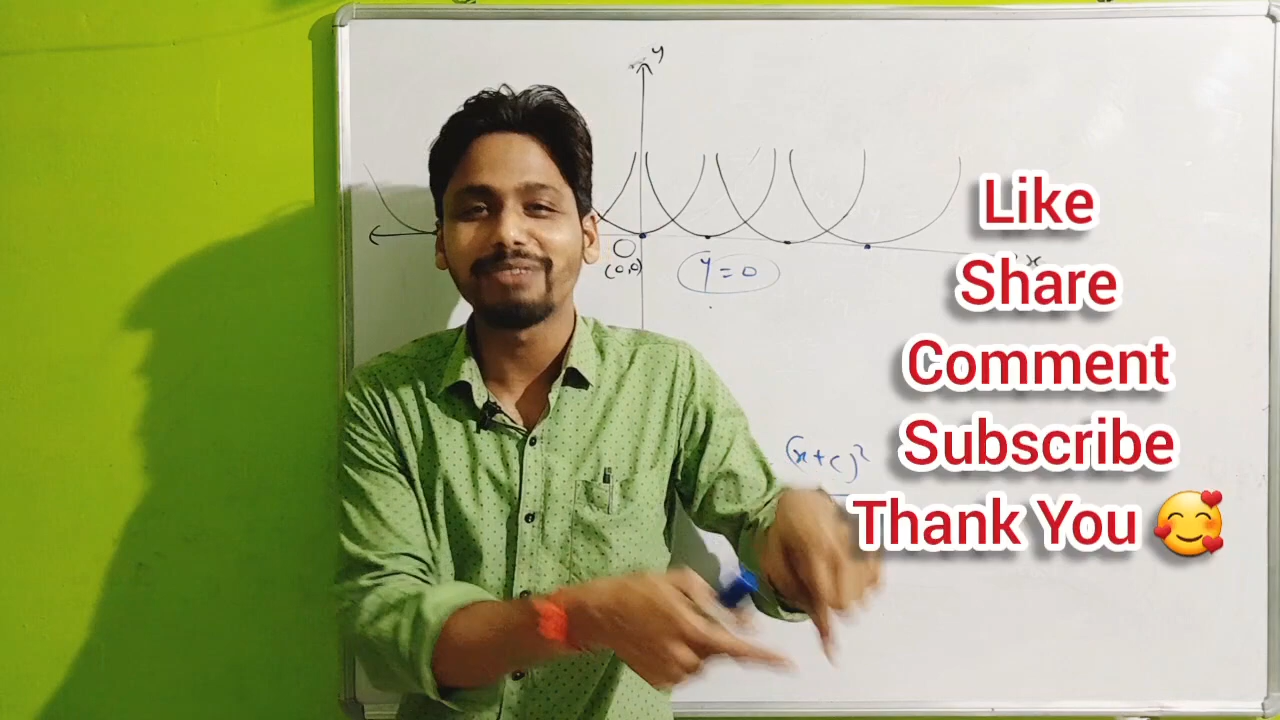 y
O
(0,0)
y = 0
x
(x+c)²
Like
Share
Comment
Subscribe
Thank You 🥰